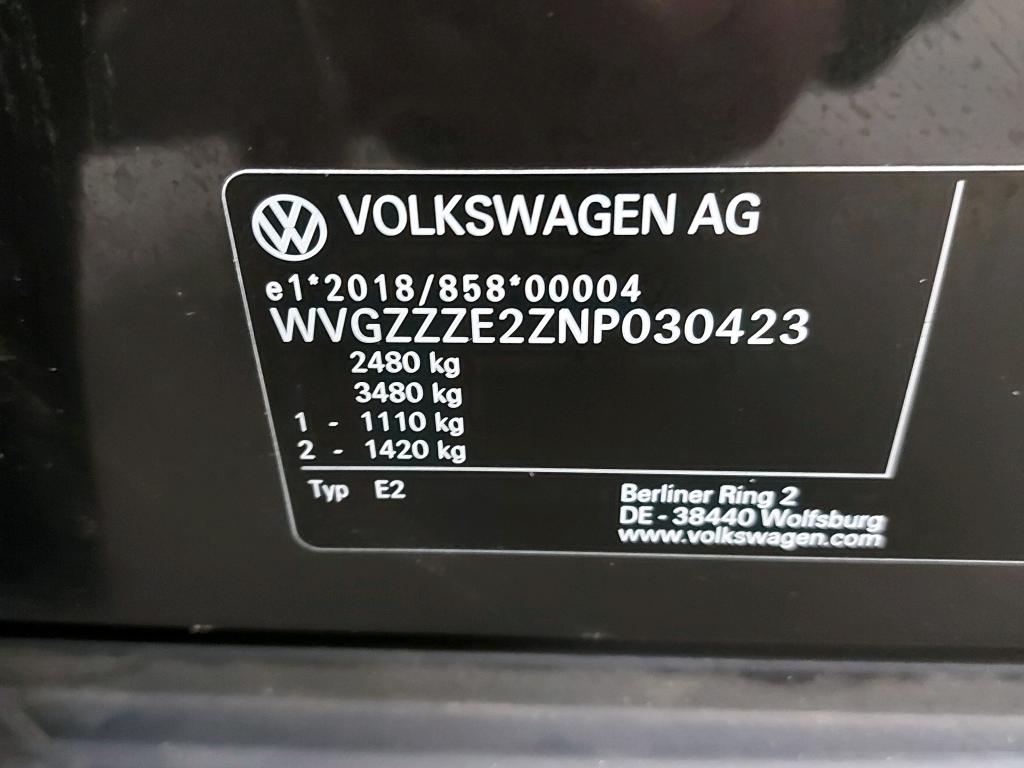 VOLKSWAGEN AG
e1*2018/858*00004
WVGZZZE2ZNP030423
2480 kg
3480 kg
1 - 1110 kg
2 - 1420 kg
Typ E2
Berliner Ring 2
DE - 38440 Wolfsburg
www.volkswagen.com